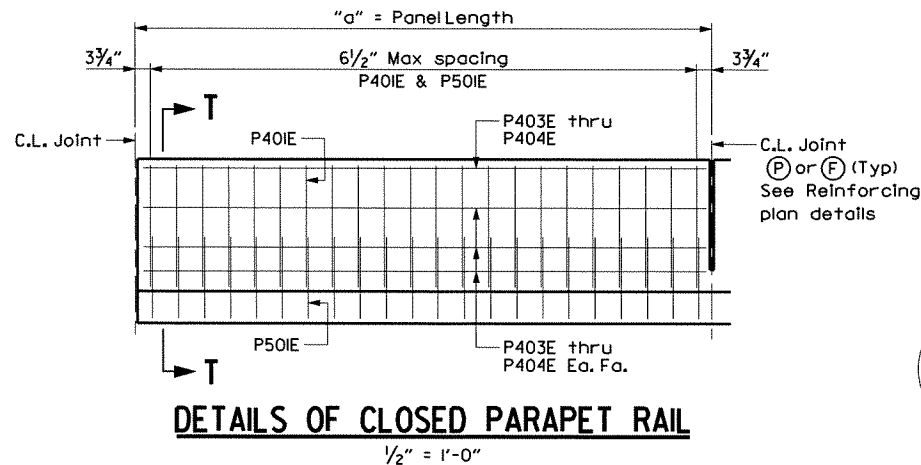 "a" = Panel Length
3¾"
6½" Max spacing
P401E & P501E
3¾"
T
C.L. Joint
P401E
P403E thru
P404E
C.L. Joint
Ⓟ or Ⓕ (Typ)
See Reinforcing
plan details
P501E
P403E thru
P404E Ea. Fa.
T
DETAILS OF CLOSED PARAPET RAIL
½" = 1'-0"